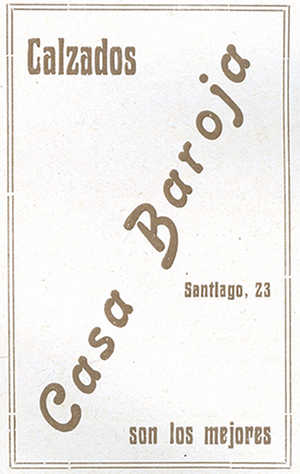 Calzados
Casa Baroja
Santiago, 23
son los mejores